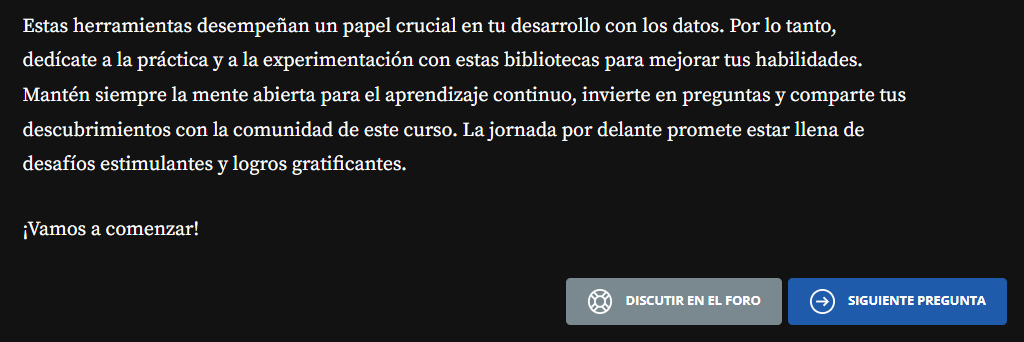 Estas herramientas desempeñan un papel crucial en tu desarrollo con los datos. Por lo tanto,
dedícate a la práctica y a la experimentación con estas bibliotecas para mejorar tus habilidades.
Mantén siempre la mente abierta para el aprendizaje continuo, invierte en preguntas y comparte tus
descubrimientos con la comunidad de este curso. La jornada por delante promete estar llena de
desafíos estimulantes y logros gratificantes.
¡Vamos a comenzar!
DISCUTIR EN EL FORO
SIGUIENTE PREGUNTA